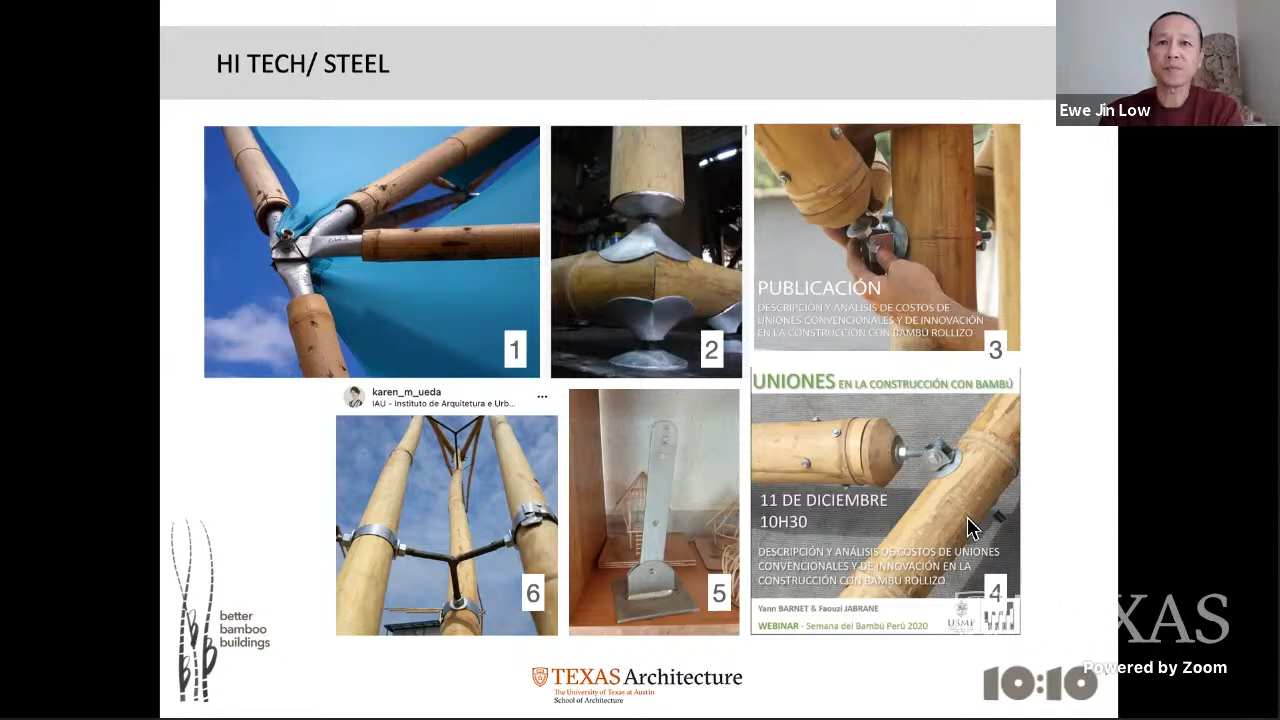 HI TECH/ STEEL
Ewe Jin Low
1
2
PUBLICACIÓN
DESCRIPCIÓN Y ANÁLISIS DE COSTOS DE
UNIONES CONVENCIONALES Y DE INNOVACIÓN
EN LA CONSTRUCCIÓN CON BAMBÚ ROLLIZO
3
karen_m_ueda
IAU - Instituto de Arquitetura e Urb...
6
5
UNIONES EN LA CONSTRUCCIÓN CON BAMBÚ
11 DE DICIEMBRE
10H30
DESCRIPCIÓN Y ANÁLISIS DE COSTOS DE UNIONES
CONVENCIONALES Y DE INNOVACIÓN EN LA
CONSTRUCCIÓN CON BAMBÚ ROLLIZO
4
Yann BARNET & Faouzi JABRANE
WEBINAR - Semana del Bambú Perú 2020
USMP
better
bamboo
buildings
TEXAS Architecture
The University of Texas at Austin
School of Architecture
10:10
XAS
Powered by Zoom